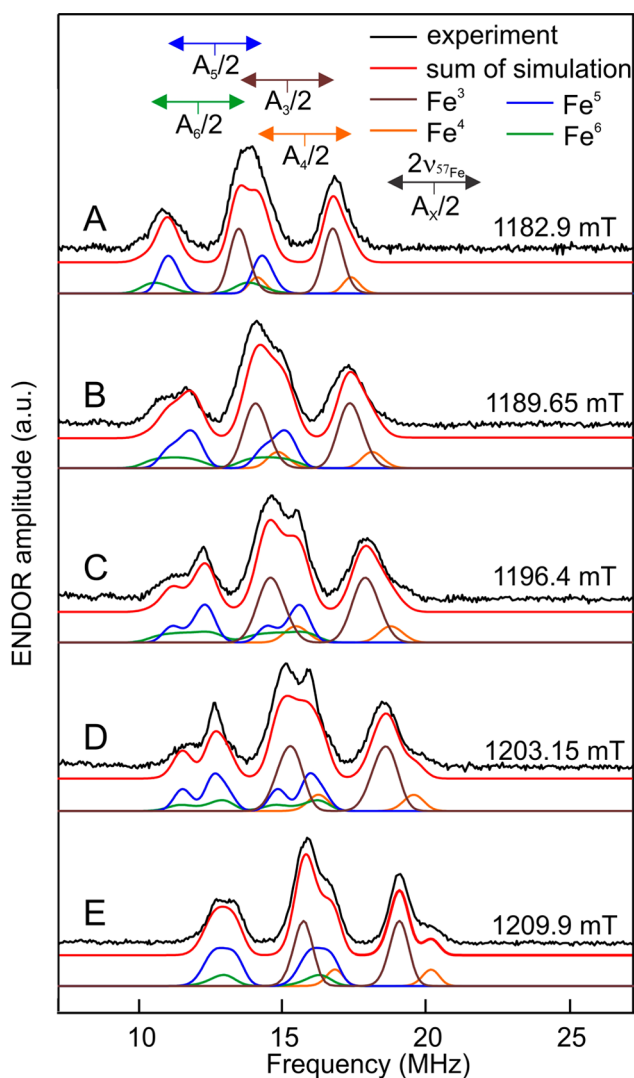 experiment
sum of simulation
Fe³ Fe⁵
Fe⁴ Fe⁶
A₅/2
A₃/2
A₆/2
A₄/2
2ν₅₇Fe
Aₓ/2
A
1182.9 mT
B
1189.65 mT
C
1196.4 mT
D
1203.15 mT
E
1209.9 mT
ENDOR amplitude (a.u.)
10 15 20 25
Frequency (MHz)